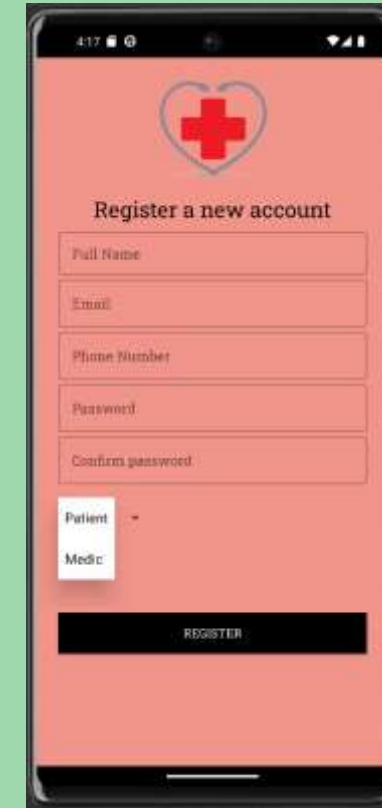 4:17
Register a new account
Full Name
Email
Phone Number
Password
Confirm password
Patient
Medic
REGISTER